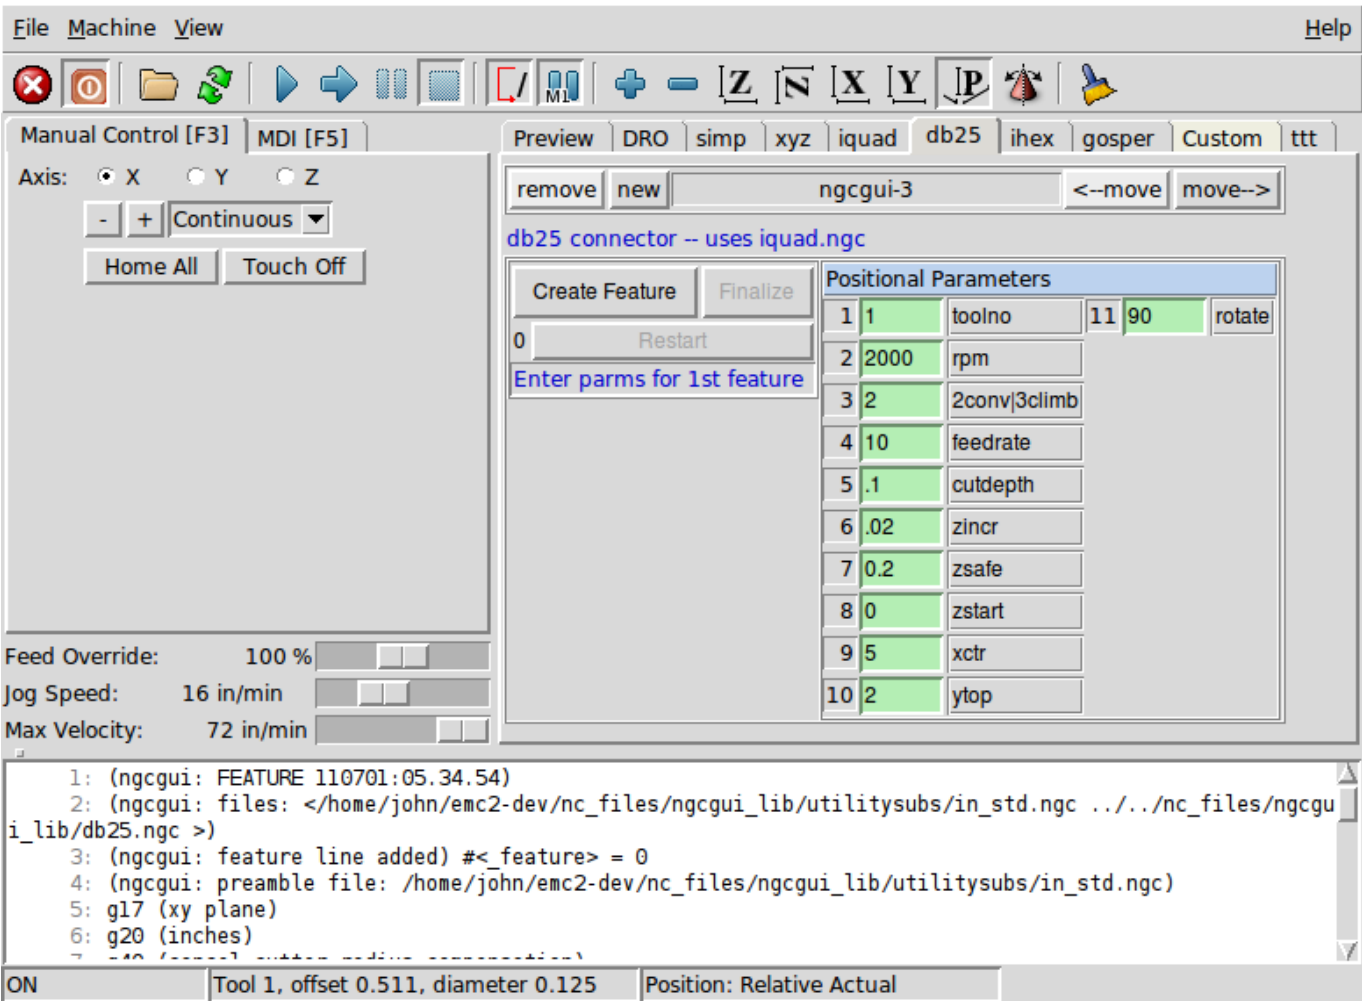 File Machine View Help
M1 Z N X Y P
Manual Control [F3] MDI [F5] Preview DRO simp xyz iquad db25 ihex gosper Custom ttt
Axis: X Y Z
- + Continuous
Home All Touch Off
remove new ngcgui-3 <--move move-->
db25 connector -- uses iquad.ngc
Create Feature Finalize
0 Restart
Enter parms for 1st feature
Positional Parameters
1 1 toolno 11 90 rotate
2 2000 rpm
3 2 2conv|3climb
4 10 feedrate
5 .1 cutdepth
6 .02 zincr
7 0.2 zsafe
8 0 zstart
9 5 xctr
10 2 ytop
Feed Override: 100 %
Jog Speed: 16 in/min
Max Velocity: 72 in/min
1: (ngcgui: FEATURE 110701:05.34.54)
2: (ngcgui: files: </home/john/emc2-dev/nc_files/ngcgui_lib/utilitysubs/in_std.ngc ../../nc_files/ngcgu
i_lib/db25.ngc >)
3: (ngcgui: feature line added) #<_feature> = 0
4: (ngcgui: preamble file: /home/john/emc2-dev/nc_files/ngcgui_lib/utilitysubs/in_std.ngc)
5: g17 (xy plane)
6: g20 (inches)
ON Tool 1, offset 0.511, diameter 0.125 Position: Relative Actual